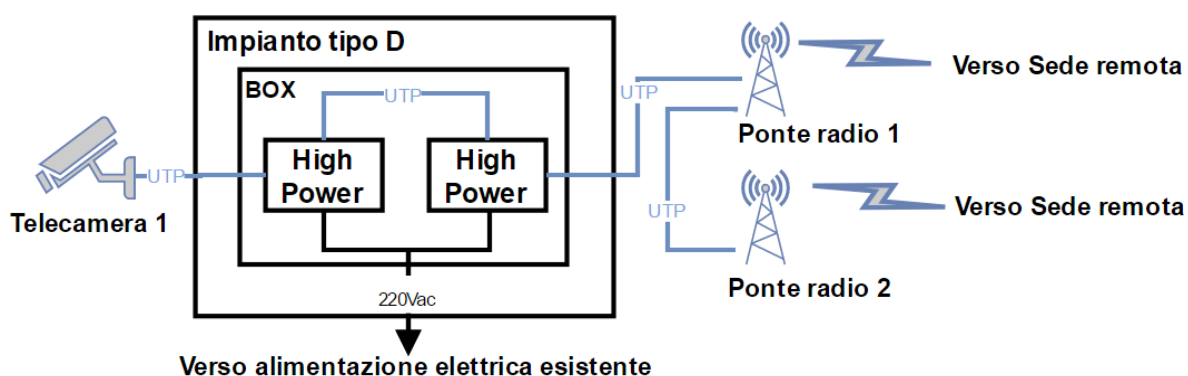 Impianto tipo D
BOX
UTP
High
Power
High
Power
UTP
Telecamera 1
220Vac
Verso alimentazione elettrica esistente
UTP
Ponte radio 1
Verso Sede remota
UTP
Ponte radio 2
Verso Sede remota